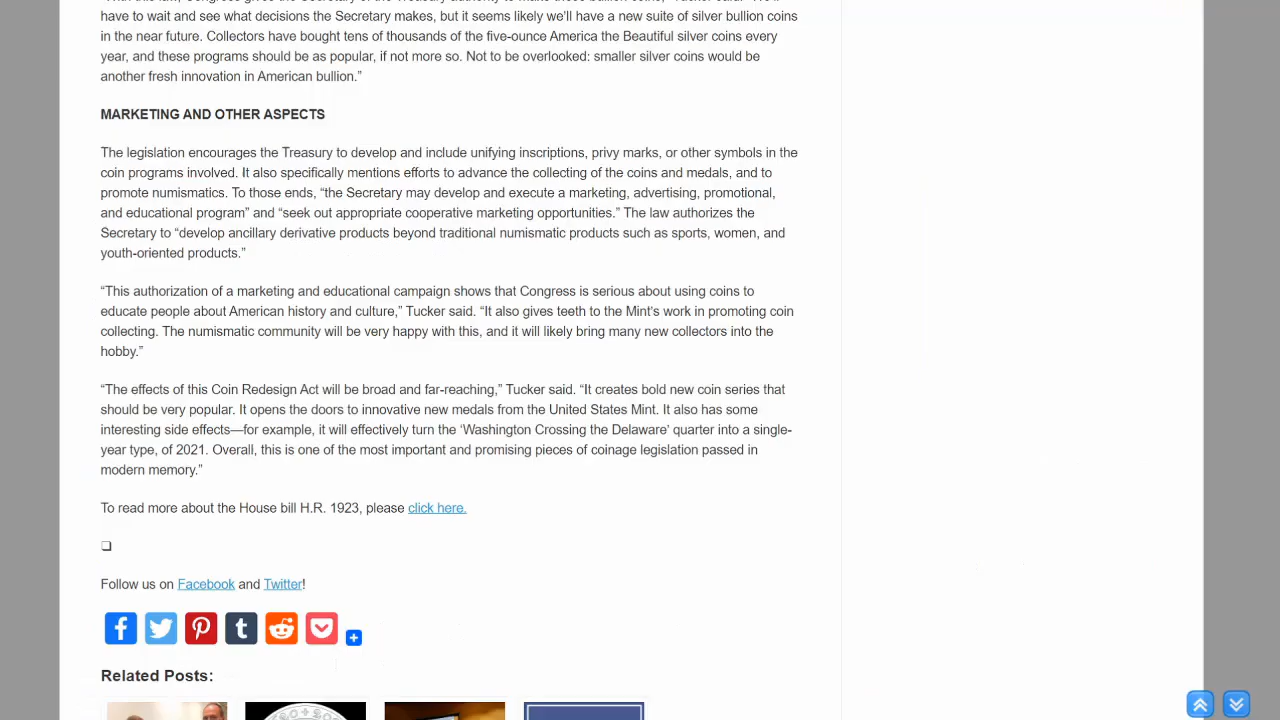 have to wait and see what decisions the Secretary makes, but it seems likely we'll have a new suite of silver bullion coins
in the near future. Collectors have bought tens of thousands of the five-ounce America the Beautiful silver coins every
year, and these programs should be as popular, if not more so. Not to be overlooked: smaller silver coins would be
another fresh innovation in American bullion.”
MARKETING AND OTHER ASPECTS
The legislation encourages the Treasury to develop and include unifying inscriptions, privy marks, or other symbols in the
coin programs involved. It also specifically mentions efforts to advance the collecting of the coins and medals, and to
promote numismatics. To those ends, “the Secretary may develop and execute a marketing, advertising, promotional,
and educational program” and “seek out appropriate cooperative marketing opportunities.” The law authorizes the
Secretary to “develop ancillary derivative products beyond traditional numismatic products such as sports, women, and
youth-oriented products.”
“This authorization of a marketing and educational campaign shows that Congress is serious about using coins to
educate people about American history and culture,” Tucker said. “It also gives teeth to the Mint's work in promoting coin
collecting. The numismatic community will be very happy with this, and it will likely bring many new collectors into the
hobby.”
“The effects of this Coin Redesign Act will be broad and far-reaching,” Tucker said. “It creates bold new coin series that
should be very popular. It opens the doors to innovative new medals from the United States Mint. It also has some
interesting side effects—for example, it will effectively turn the ‘Washington Crossing the Delaware’ quarter into a single-
year type, of 2021. Overall, this is one of the most important and promising pieces of coinage legislation passed in
modern memory.”
To read more about the House bill H.R. 1923, please click here.
❏
Follow us on Facebook and Twitter!
Related Posts: